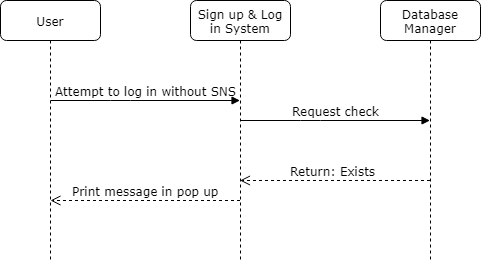 User
Sign up & Log
in System
Database
Manager
Attempt to log in without SNS
Request check
Return: Exists
Print message in pop up